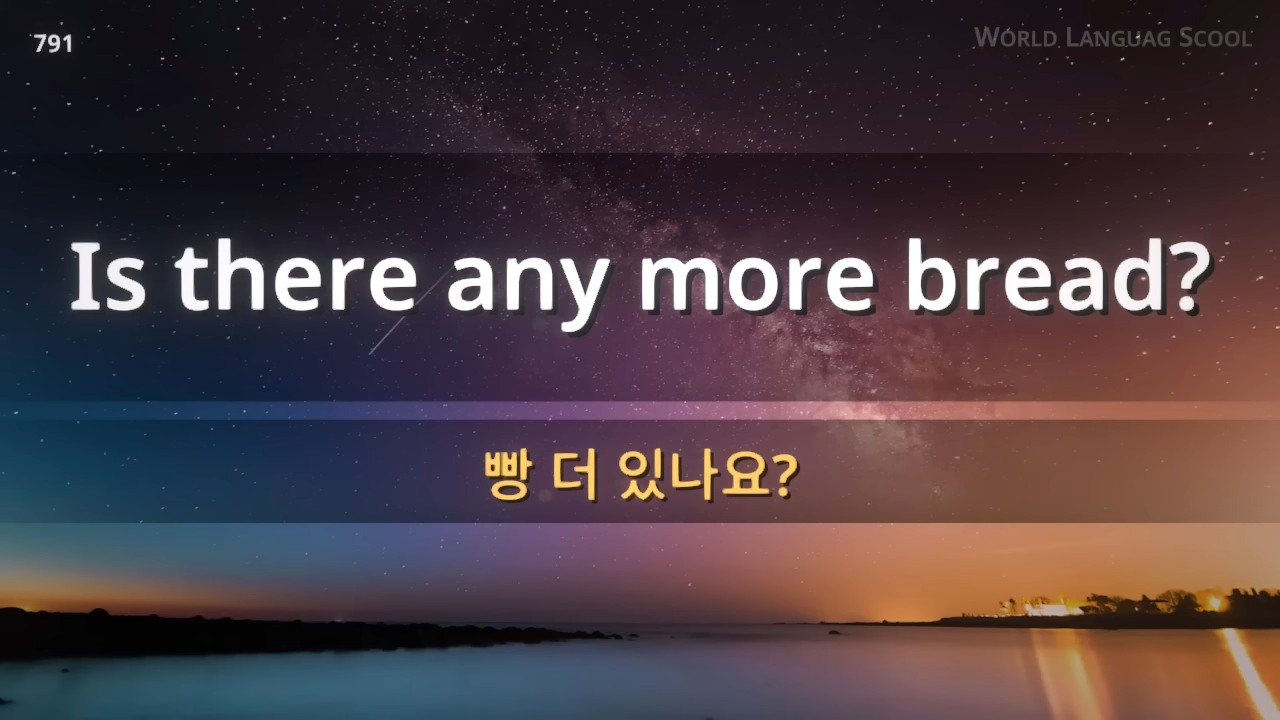 791
WORLD LANGUAG SCOOL
Is there any more bread?
빵 더 있나요?